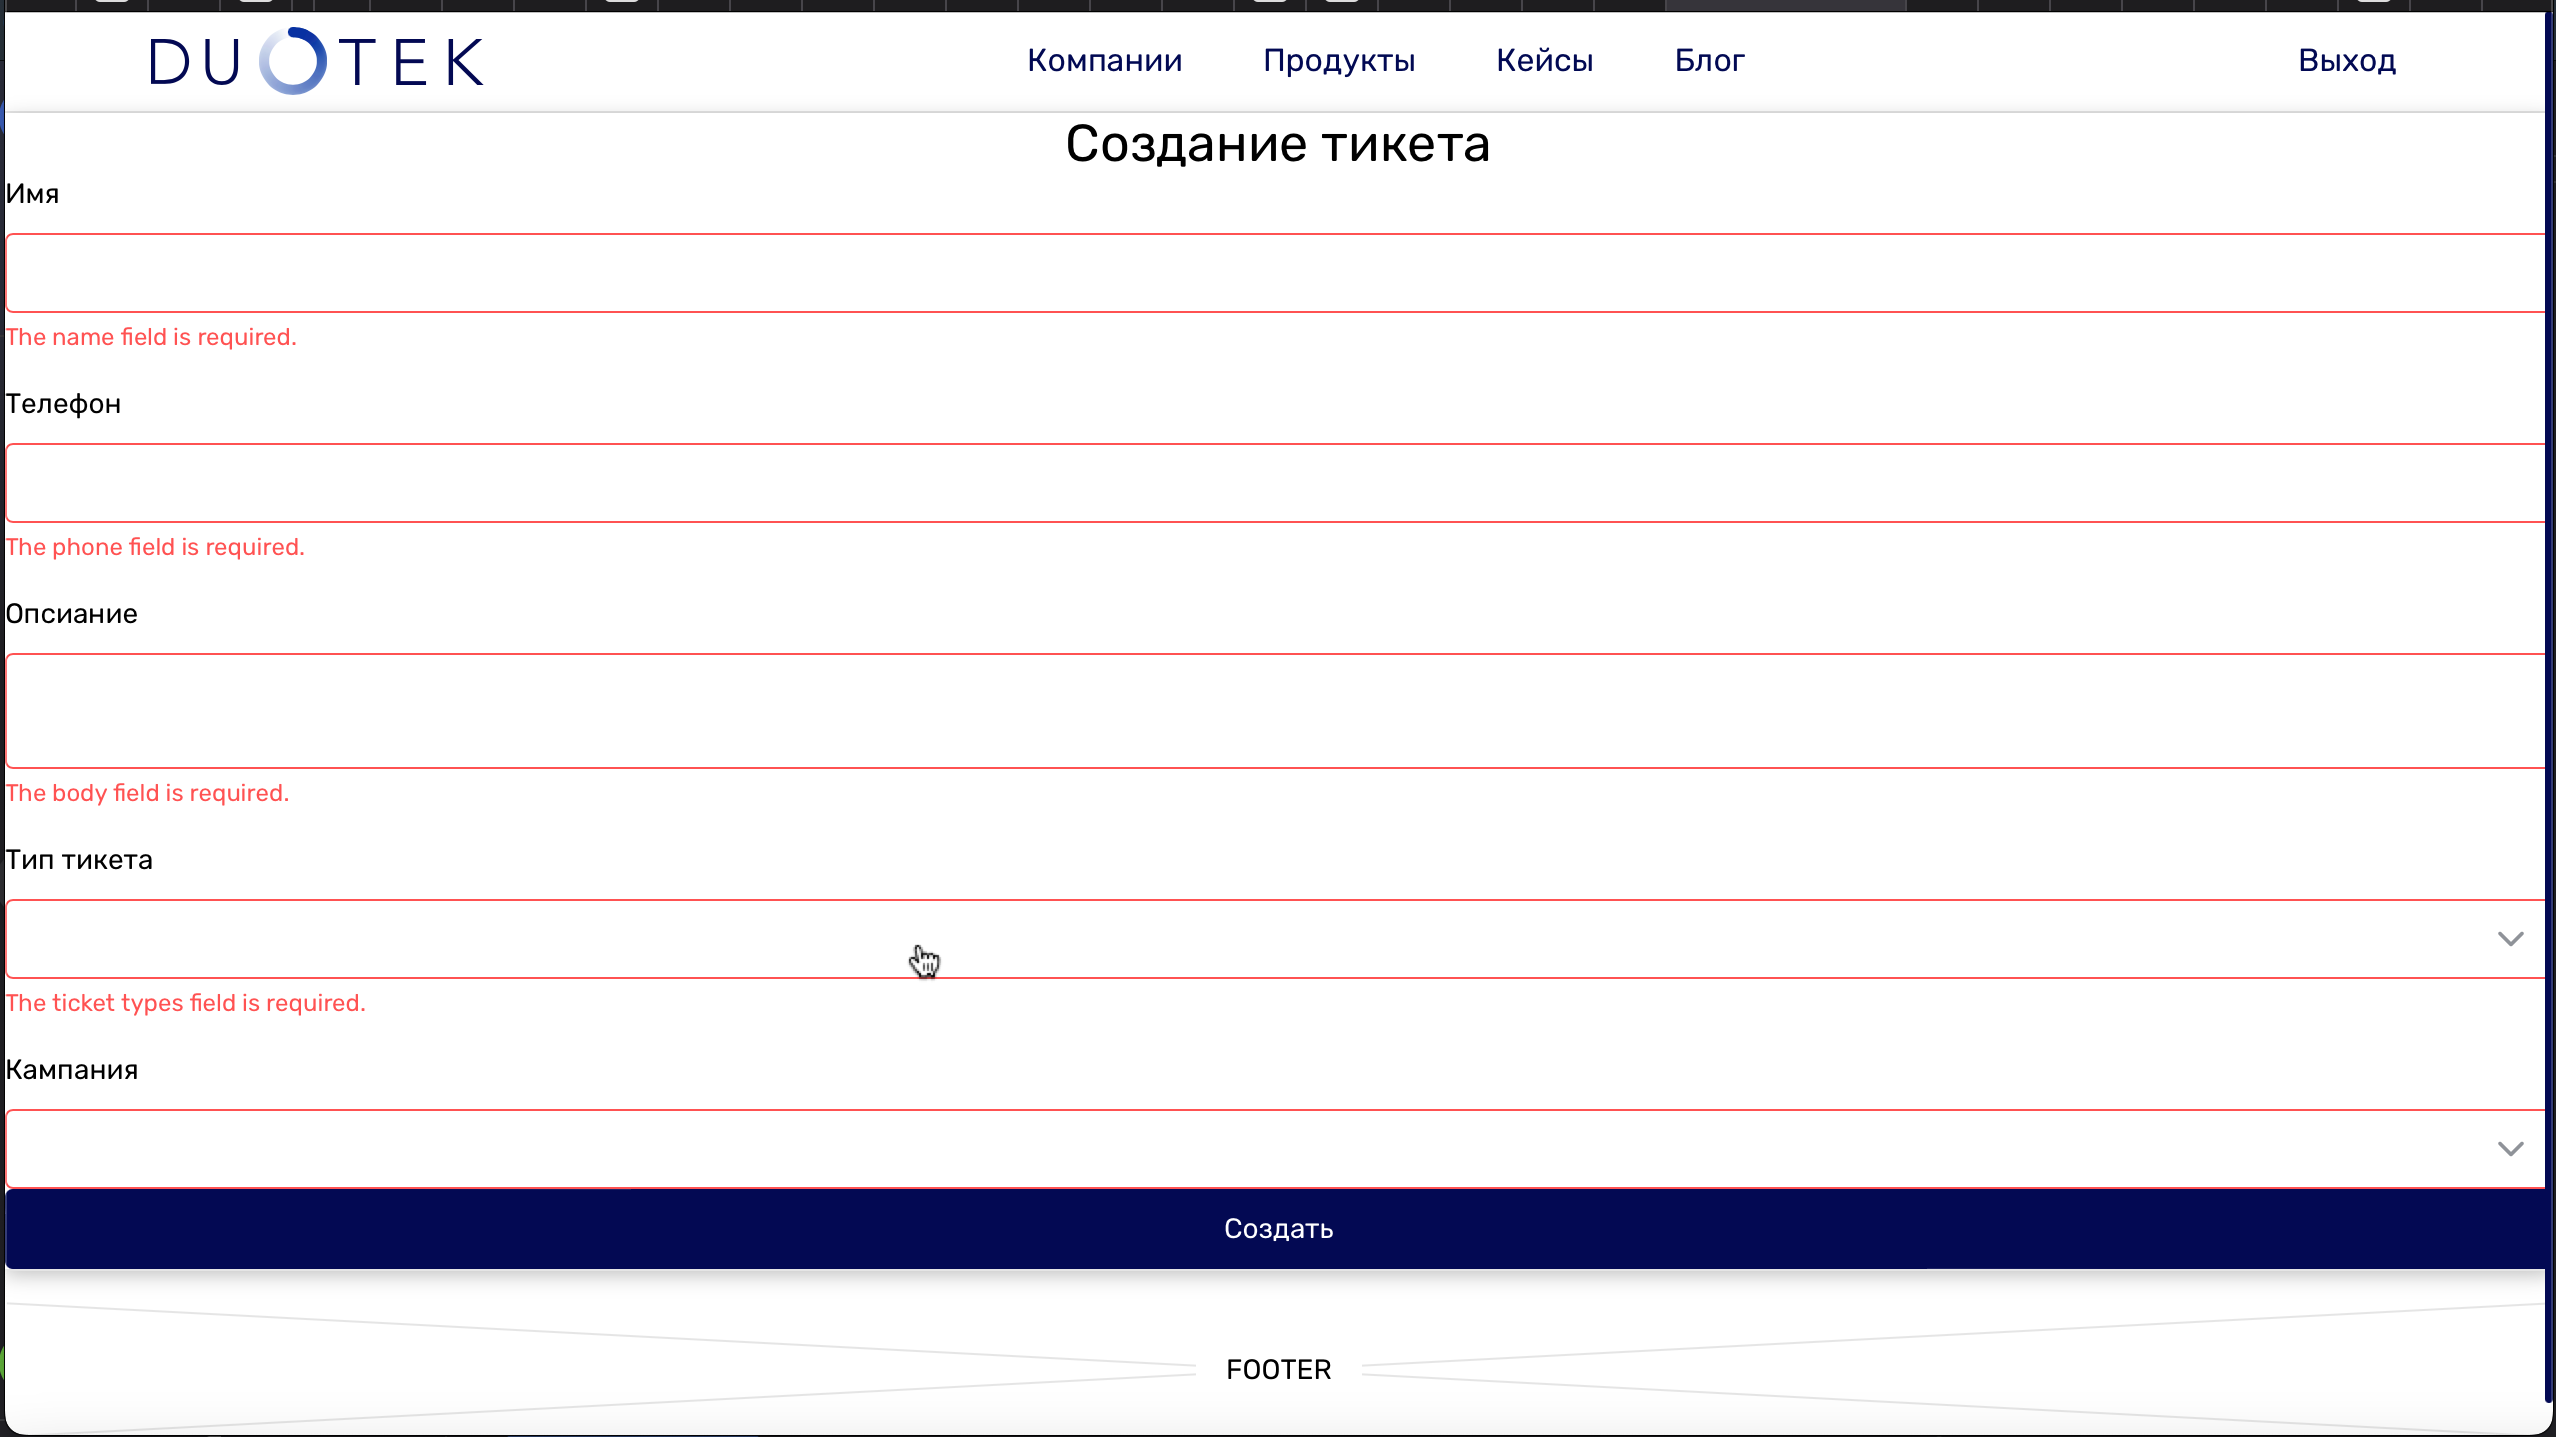 DUOTEK
Компании Продукты Кейсы Блог Выход
Создание тикета
Имя
The name field is required.
Телефон
The phone field is required.
Опсиание
The body field is required.
Тип тикета
The ticket types field is required.
Кампания
Создать
FOOTER